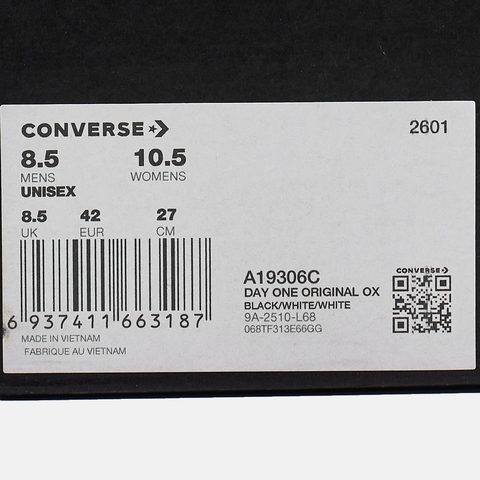 CONVERSE
2601
8.5 10.5
MENS WOMENS
UNISEX
8.5 42 27
UK EUR CM
6 937411 663187
MADE IN VIETNAM
FABRIQUE AU VIETNAM
A19306C
DAY ONE ORIGINAL OX
BLACK/WHITE/WHITE
9A-2510-L68
068TF313E66GG
CONVERSE